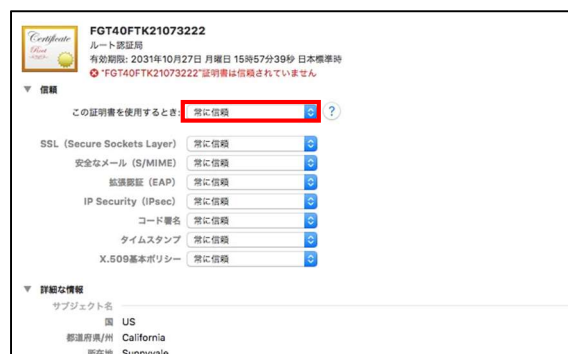 Certificate
Root
FGT40FTK21073222
ルート認証局
有効期限: 2031年10月27日 月曜日 15時57分39秒 日本標準時
"FGT40FTK21073222"証明書は信頼されていません
▼ 信頼
この証明書を使用するとき: 常に信頼 ?
SSL（Secure Sockets Layer） 常に信頼
安全なメール（S/MIME） 常に信頼
拡張認証（EAP） 常に信頼
IP Security（IPsec） 常に信頼
コード署名 常に信頼
タイムスタンプ 常に信頼
X.509基本ポリシー 常に信頼
▼ 詳細な情報
サブジェクト名
国 US
都道府県/州 California
所在地 Sunnyvale